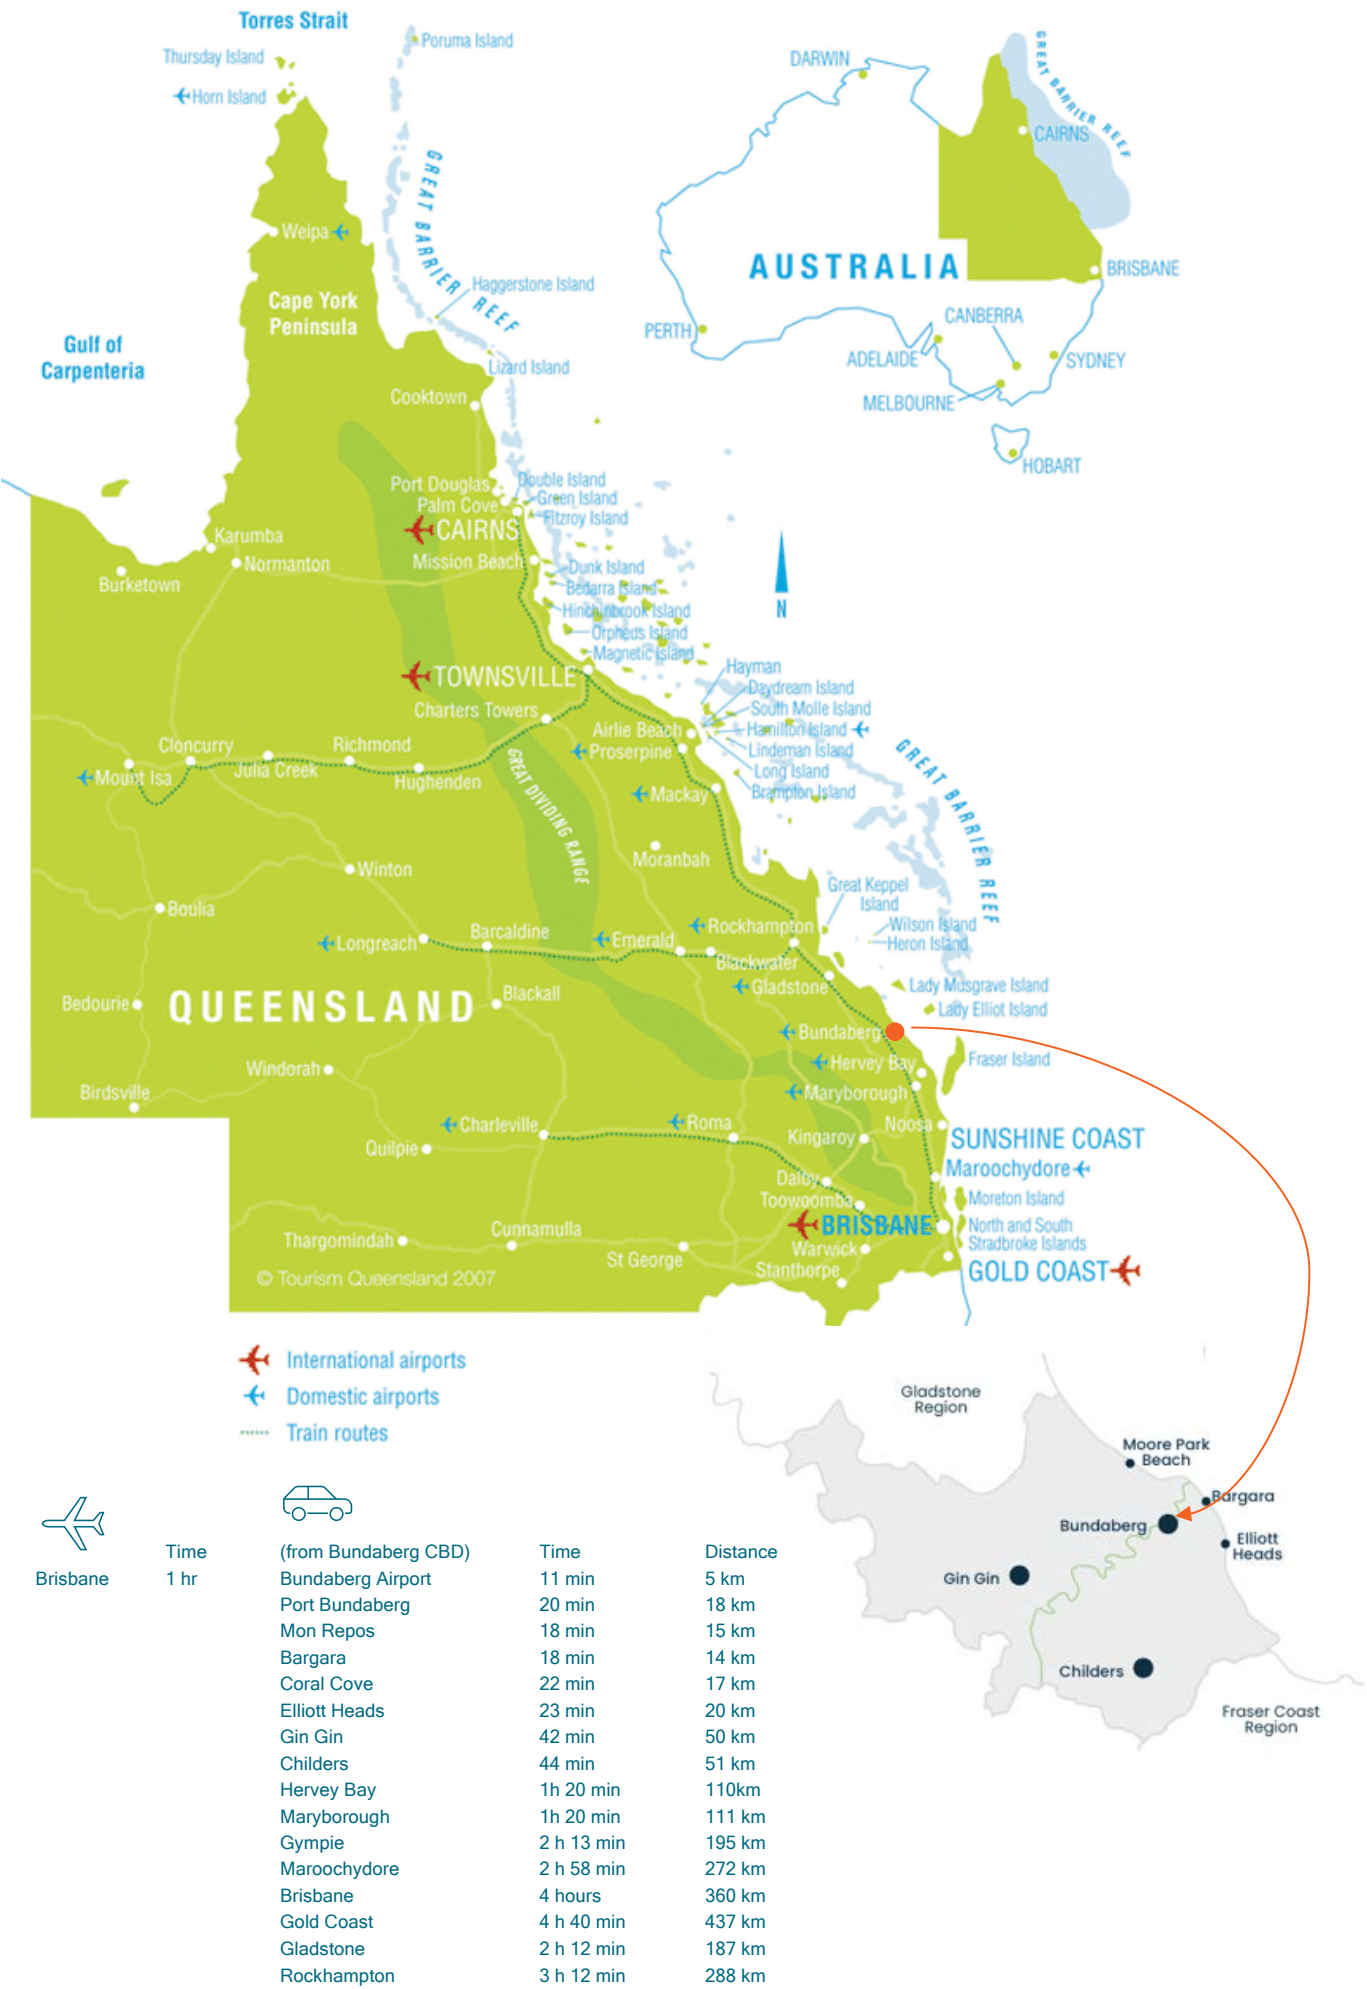 Torres Strait
Thursday Island
Horn Island
Poruma Island
GREAT BARRIER REEF
Weipa
Cape York
Peninsula
Haggerstone Island
Gulf of
Carpenteria
Lizard Island
Cooktown
DARWIN
GREAT BARRIER REEF
CAIRNS
AUSTRALIA
BRISBANE
CANBERRA
PERTH
ADELAIDE
SYDNEY
MELBOURNE
HOBART
Port Douglas
Double Island
Palm Cove
Green Island
Fitzroy Island
CAIRNS
Karumba
Normanton
Mission Beach
Burketown
Dunk Island
Bedarra Island
Hinchinbrook Island
Orpheus Island
Magnetic Island
N
TOWNSVILLE
Hayman
Charters Towers
Daydream Island
South Molle Island
Airlie Beach
Hamilton Island
Proserpine
Lindeman Island
Long Island
Brampton Island
Cloncurry
Richmond
Mount Isa
Julia Creek
Hughenden
GREAT DIVIDING RANGE
Mackay
GREAT BARRIER REEF
Moranbah
Winton
Great Keppel
Island
Boulia
Wilson Island
Heron Island
Longreach
Barcaldine
Emerald
Rockhampton
Blackwater
Gladstone
Lady Musgrave Island
Lady Elliot Island
Bedourie
QUEENSLAND
Blackall
Bundaberg
Fraser Island
Windorah
Hervey Bay
Birdsville
Maryborough
Charleville
Roma
Noosa
Kingaroy
SUNSHINE COAST
Quilpie
Maroochydore
Dalby
Toowoomba
Moreton Island
BRISBANE
North and South
Stradbroke Islands
Thargomindah
Cunnamulla
St George
Warwick
Stanthorpe
GOLD COAST
© Tourism Queensland 2007
International airports
Domestic airports
Train routes
Gladstone
Region
Moore Park
Beach
Bargara
Bundaberg
Elliott
Heads
Gin Gin
Childers
Fraser Coast
Region
Time (from Bundaberg CBD) Time Distance
Brisbane 1 hr Bundaberg Airport 11 min 5 km
Port Bundaberg 20 min 18 km
Mon Repos 18 min 15 km
Bargara 18 min 14 km
Coral Cove 22 min 17 km
Elliott Heads 23 min 20 km
Gin Gin 42 min 50 km
Childers 44 min 51 km
Hervey Bay 1h 20 min 110km
Maryborough 1h 20 min 111 km
Gympie 2 h 13 min 195 km
Maroochydore 2 h 58 min 272 km
Brisbane 4 hours 360 km
Gold Coast 4 h 40 min 437 km
Gladstone 2 h 12 min 187 km
Rockhampton 3 h 12 min 288 km